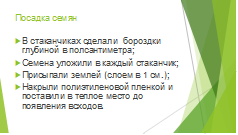 Посадка семян
В стаканчиках сделали бороздки
глубиной в полсантиметра;
Семена уложили в каждый стаканчик;
Присыпали землей (слоем в 1 см.);
Накрыли полиэтиленовой пленкой и
поставили в теплое место до
появления всходов.